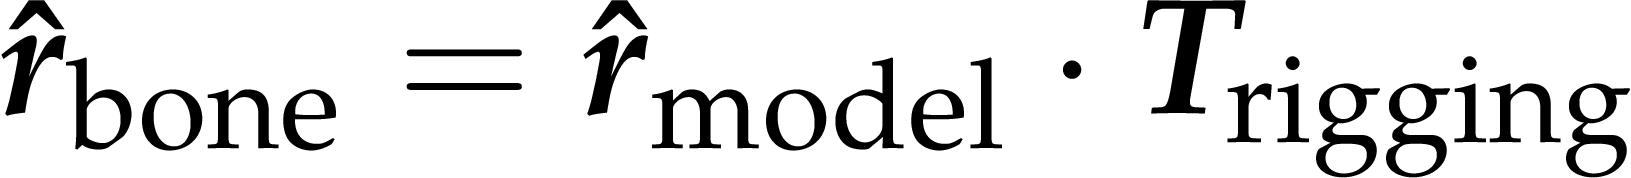 r̂_bone = r̂_model · T_rigging